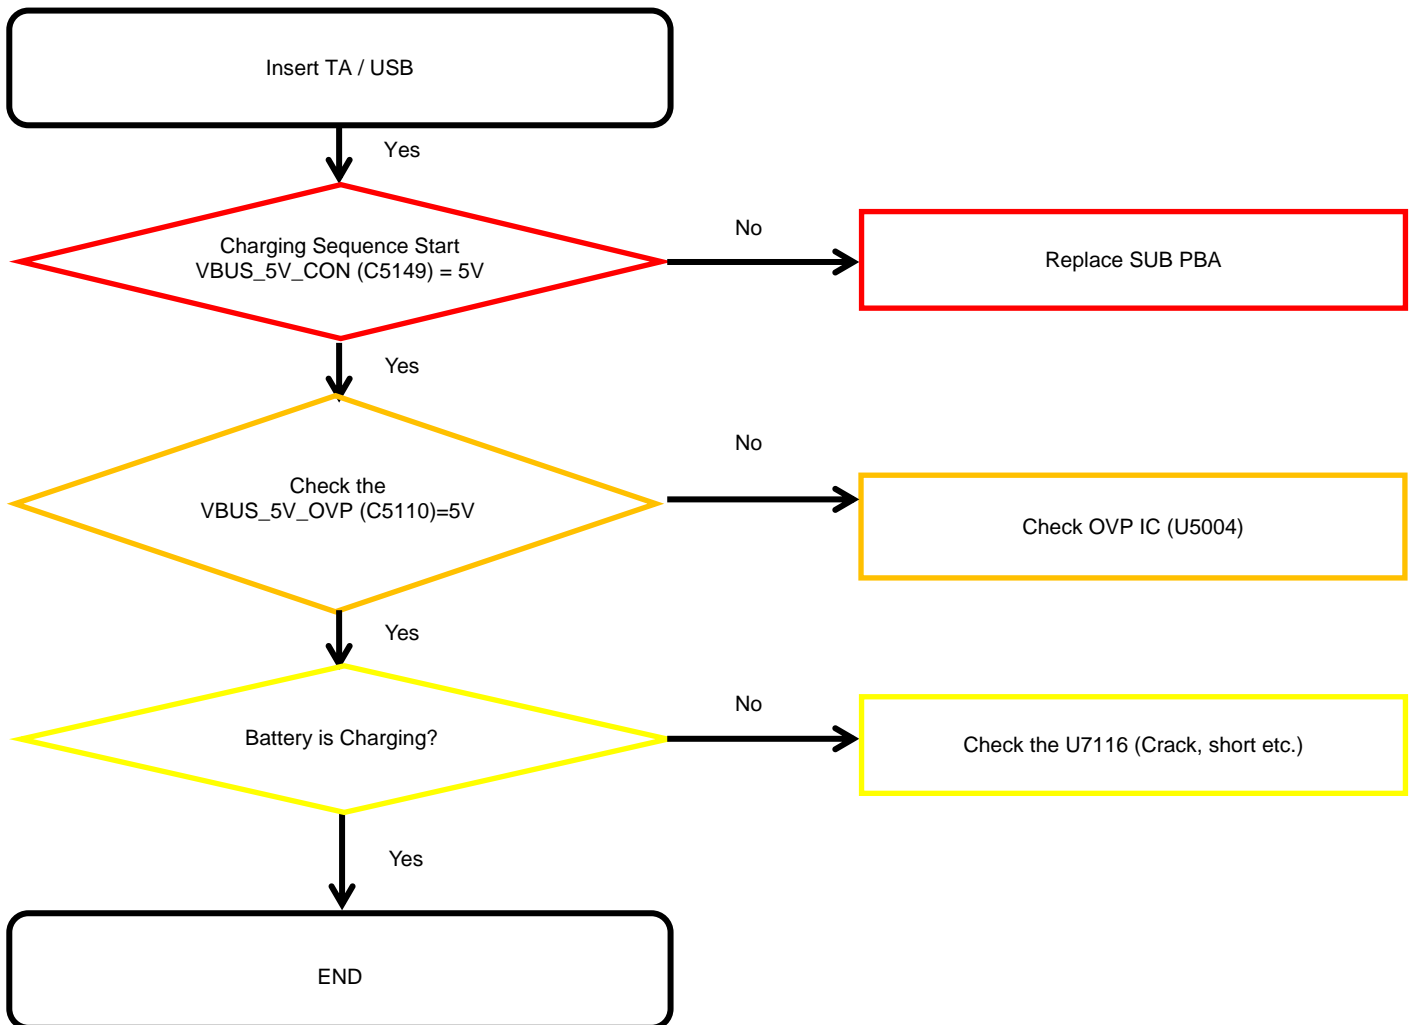 Insert TA / USB
Yes
Charging Sequence Start
VBUS_5V_CON (C5149) = 5V
No
Replace SUB PBA
Yes
Check the
VBUS_5V_OVP (C5110)=5V
No
Check OVP IC (U5004)
Yes
Battery is Charging?
No
Check the U7116 (Crack, short etc.)
Yes
END